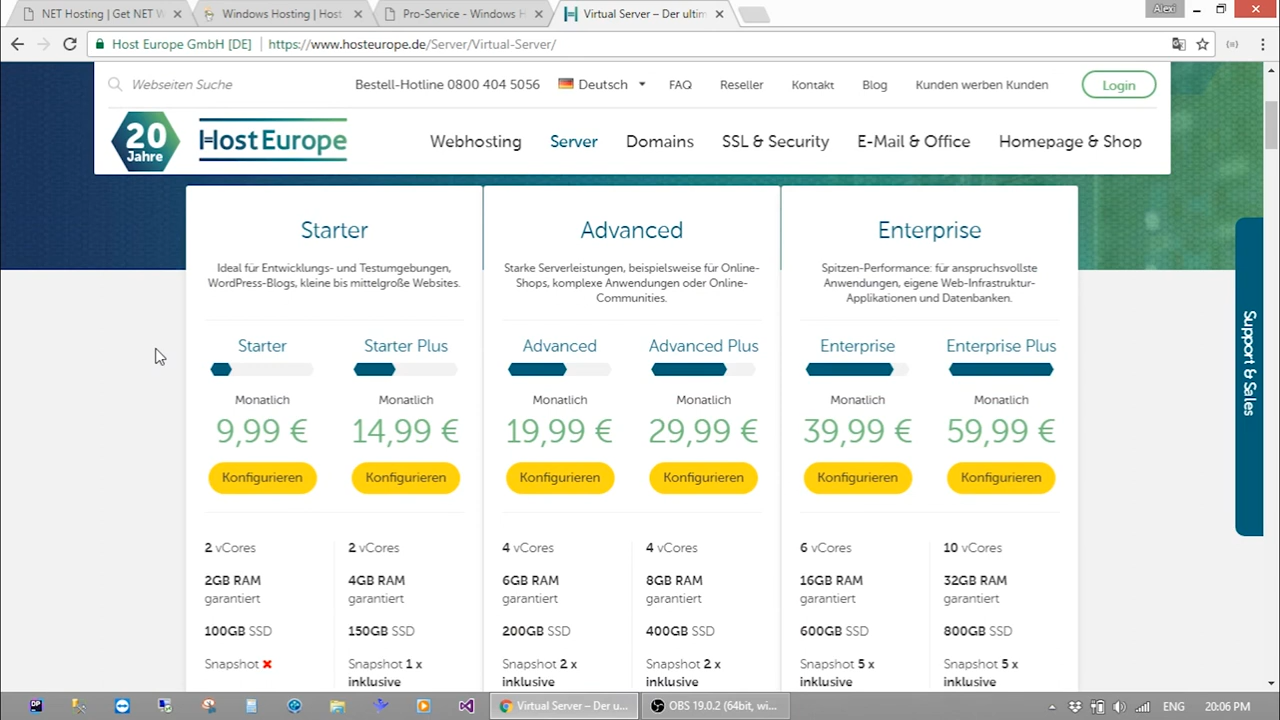 NET Hosting | Get NET W
Windows Hosting | Host
Pro-Service - Windows H
Virtual Server – Der ultim
Alexi
Host Europe GmbH [DE]
https://www.hosteurope.de/Server/Virtual-Server/
Webseiten Suche
Bestell-Hotline 0800 404 5056
Deutsch
FAQ
Reseller
Kontakt
Blog
Kunden werben Kunden
Login
20
Jahre
HostEurope
Webhosting
Server
Domains
SSL & Security
E-Mail & Office
Homepage & Shop
Starter
Ideal für Entwicklungs- und Testumgebungen,
WordPress-Blogs, kleine bis mittelgroße Websites.
Starter
Monatlich
9,99 €
Konfigurieren
2 vCores
2GB RAM
garantiert
100GB SSD
Snapshot ✖
Starter Plus
Monatlich
14,99 €
Konfigurieren
2 vCores
4GB RAM
garantiert
150GB SSD
Snapshot 1 x
inklusive
Advanced
Starke Serverleistungen, beispielsweise für Online-
Shops, komplexe Anwendungen oder Online-
Communities.
Advanced
Monatlich
19,99 €
Konfigurieren
4 vCores
6GB RAM
garantiert
200GB SSD
Snapshot 2 x
inklusive
Advanced Plus
Monatlich
29,99 €
Konfigurieren
4 vCores
8GB RAM
garantiert
400GB SSD
Snapshot 2 x
inklusive
Enterprise
Spitzen-Performance: für anspruchsvollste
Anwendungen, eigene Web-Infrastruktur-
Applikationen und Datenbanken.
Enterprise
Monatlich
39,99 €
Konfigurieren
6 vCores
16GB RAM
garantiert
600GB SSD
Snapshot 5 x
inklusive
Enterprise Plus
Monatlich
59,99 €
Konfigurieren
10 vCores
32GB RAM
garantiert
800GB SSD
Snapshot 5 x
inklusive
Support & Sales
DP
Virtual Server – Der u...
OBS 19.0.2 (64bit, wi...
ENG
20:06 PM